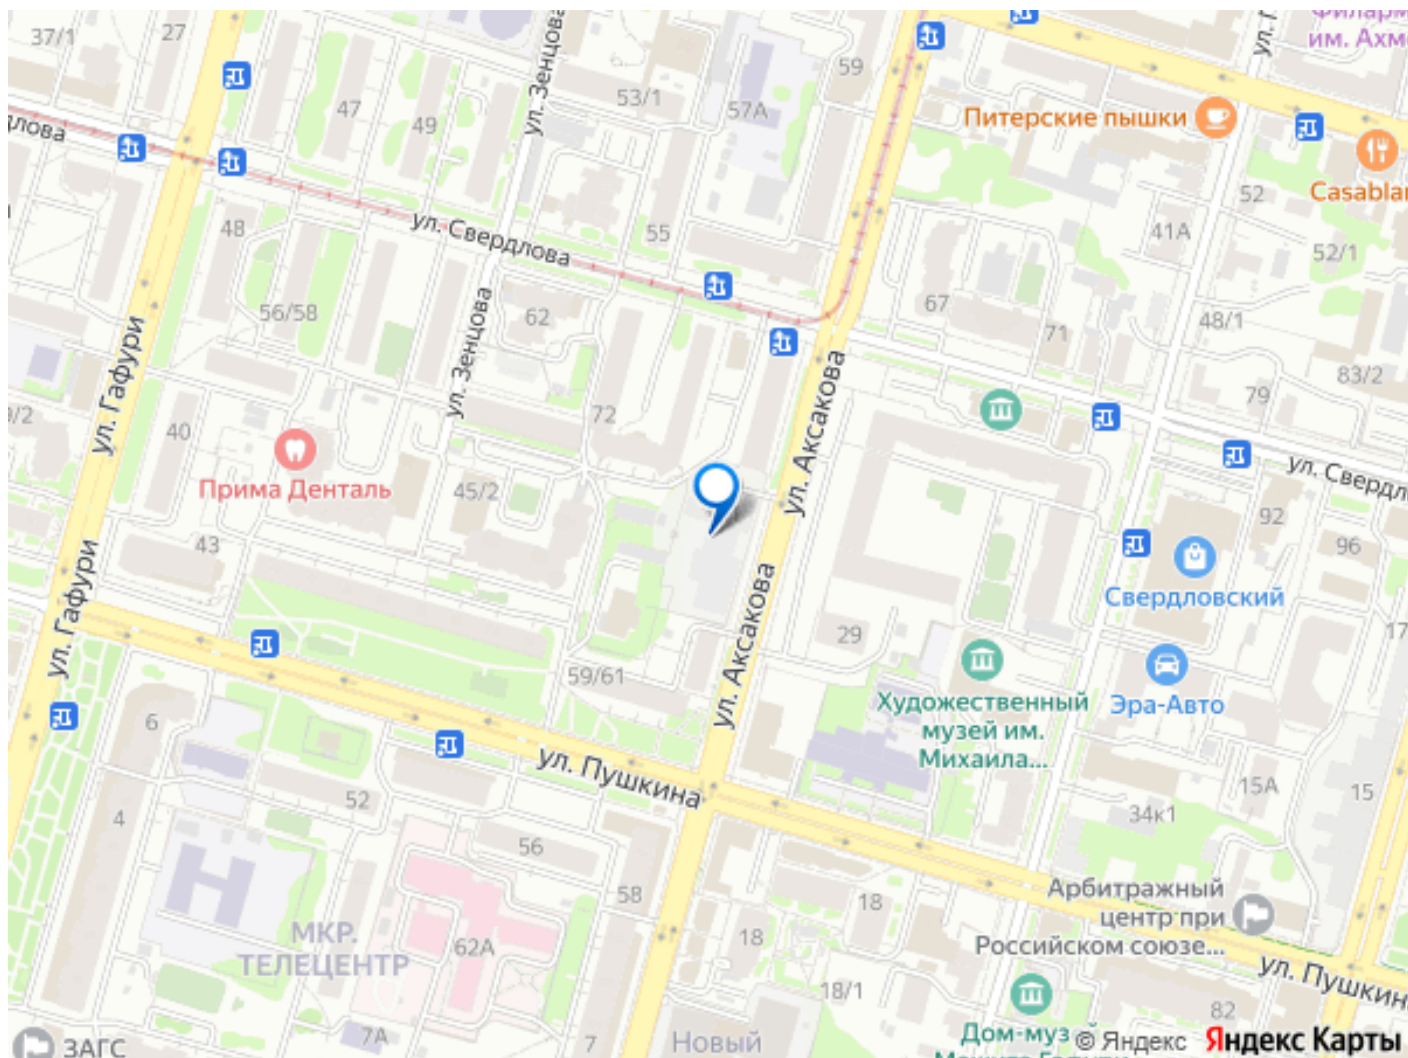 Филарм
им. Ахм
37/1
27
ул. Зенцова
59
47
53/1
57А
49
Питерские пышки
длова
Casablan
52
48
ул. Свердлова
55
41А
52/1
56/58
62
67
71
48/1
ул. Гафури
ул. Зенцова
ул. Аксакова
83/2
79
40
72
Прима Денталь
45/2
ул. Свердл
92
43
96
ул. Гафури
ул. Аксакова
Свердловский
29
17
59/61
Художественный
музей им.
Михаила...
Эра-Авто
6
ул. Пушкина
52
4
34к1
15А
15
56
58
18
Арбитражный
центр при
Российском союзе...
МКР.
ТЕЛЕЦЕНТР
62А
18
18/1
ул. Пушкин
82
7А
7
Новый
ЗАГС
Дом-муз
© Яндекс
Яндекс Карты